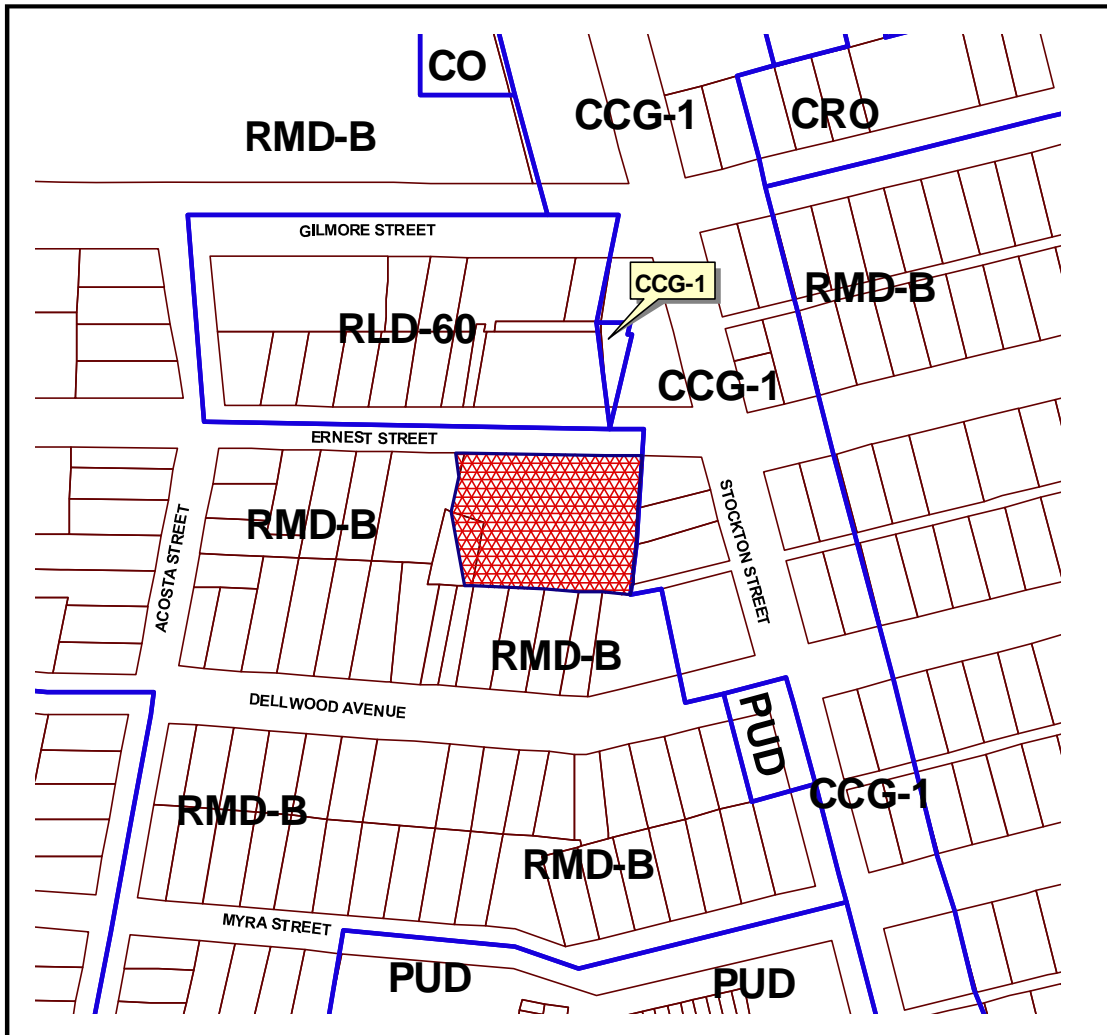 CO
CCG-1
CRO
RMD-B
GILMORE STREET
CCG-1
RMD-B
RLD-60
CCG-1
ERNEST STREET
STOCKTON STREET
RMD-B
ACOSTA STREET
RMD-B
DELLWOOD AVENUE
PUD
CCG-1
RMD-B
RMD-B
MYRA STREET
PUD
PUD